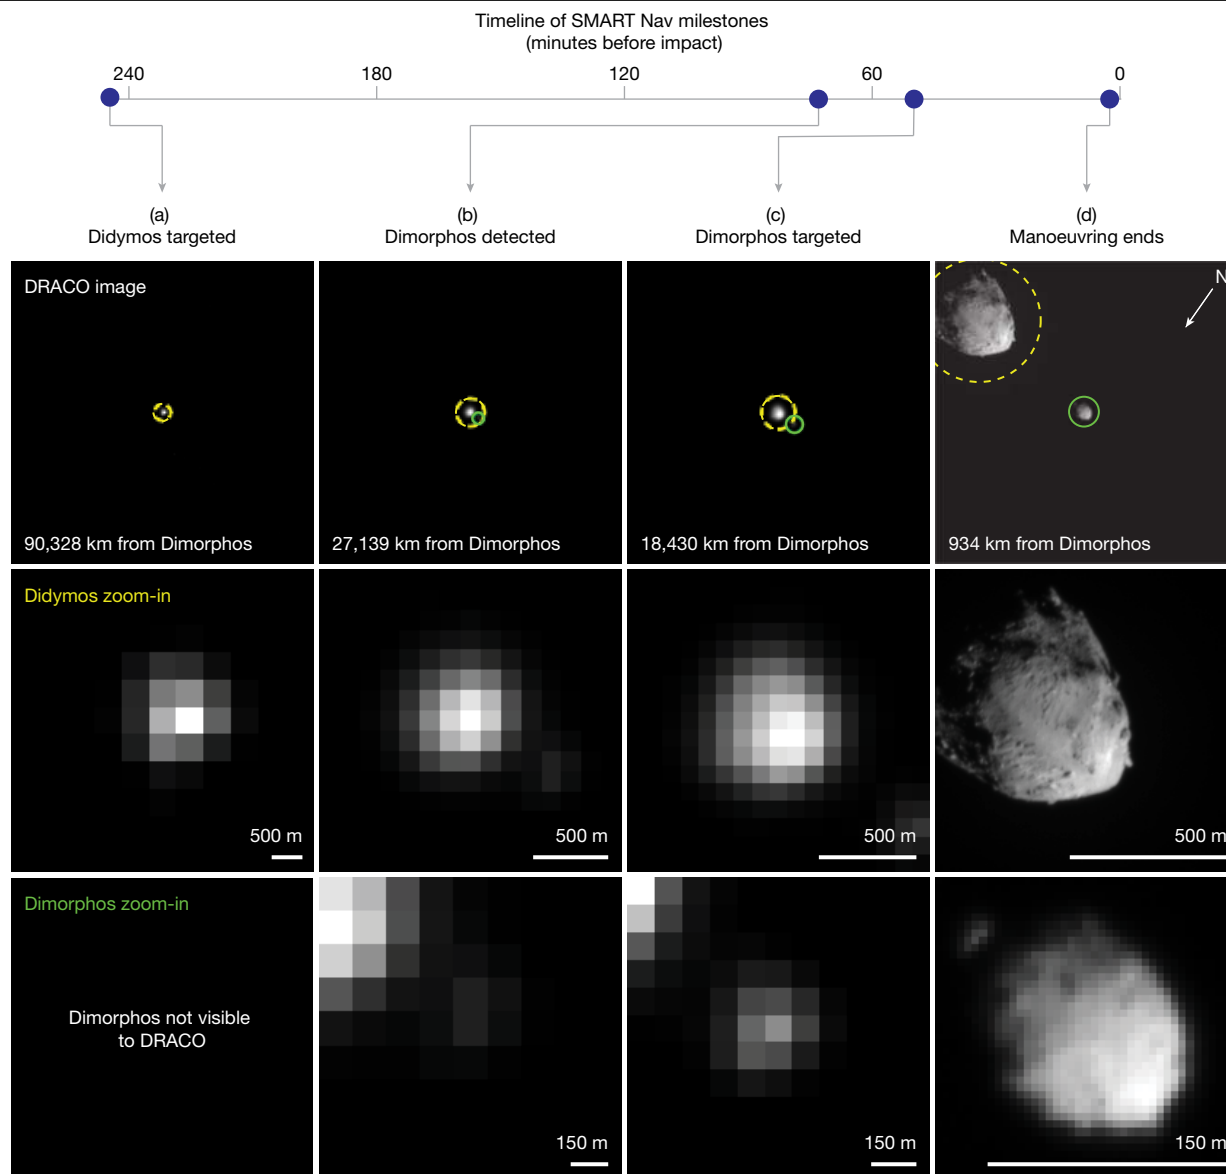 Timeline of SMART Nav milestones
(minutes before impact)
240 180 120 60 0
(a) (b) (c) (d)
Didymos targeted Dimorphos detected Dimorphos targeted Manoeuvring ends
DRACO image
N
90,328 km from Dimorphos 27,139 km from Dimorphos 18,430 km from Dimorphos 934 km from Dimorphos
Didymos zoom-in
500 m 500 m 500 m 500 m
Dimorphos zoom-in
Dimorphos not visible
to DRACO
150 m 150 m 150 m